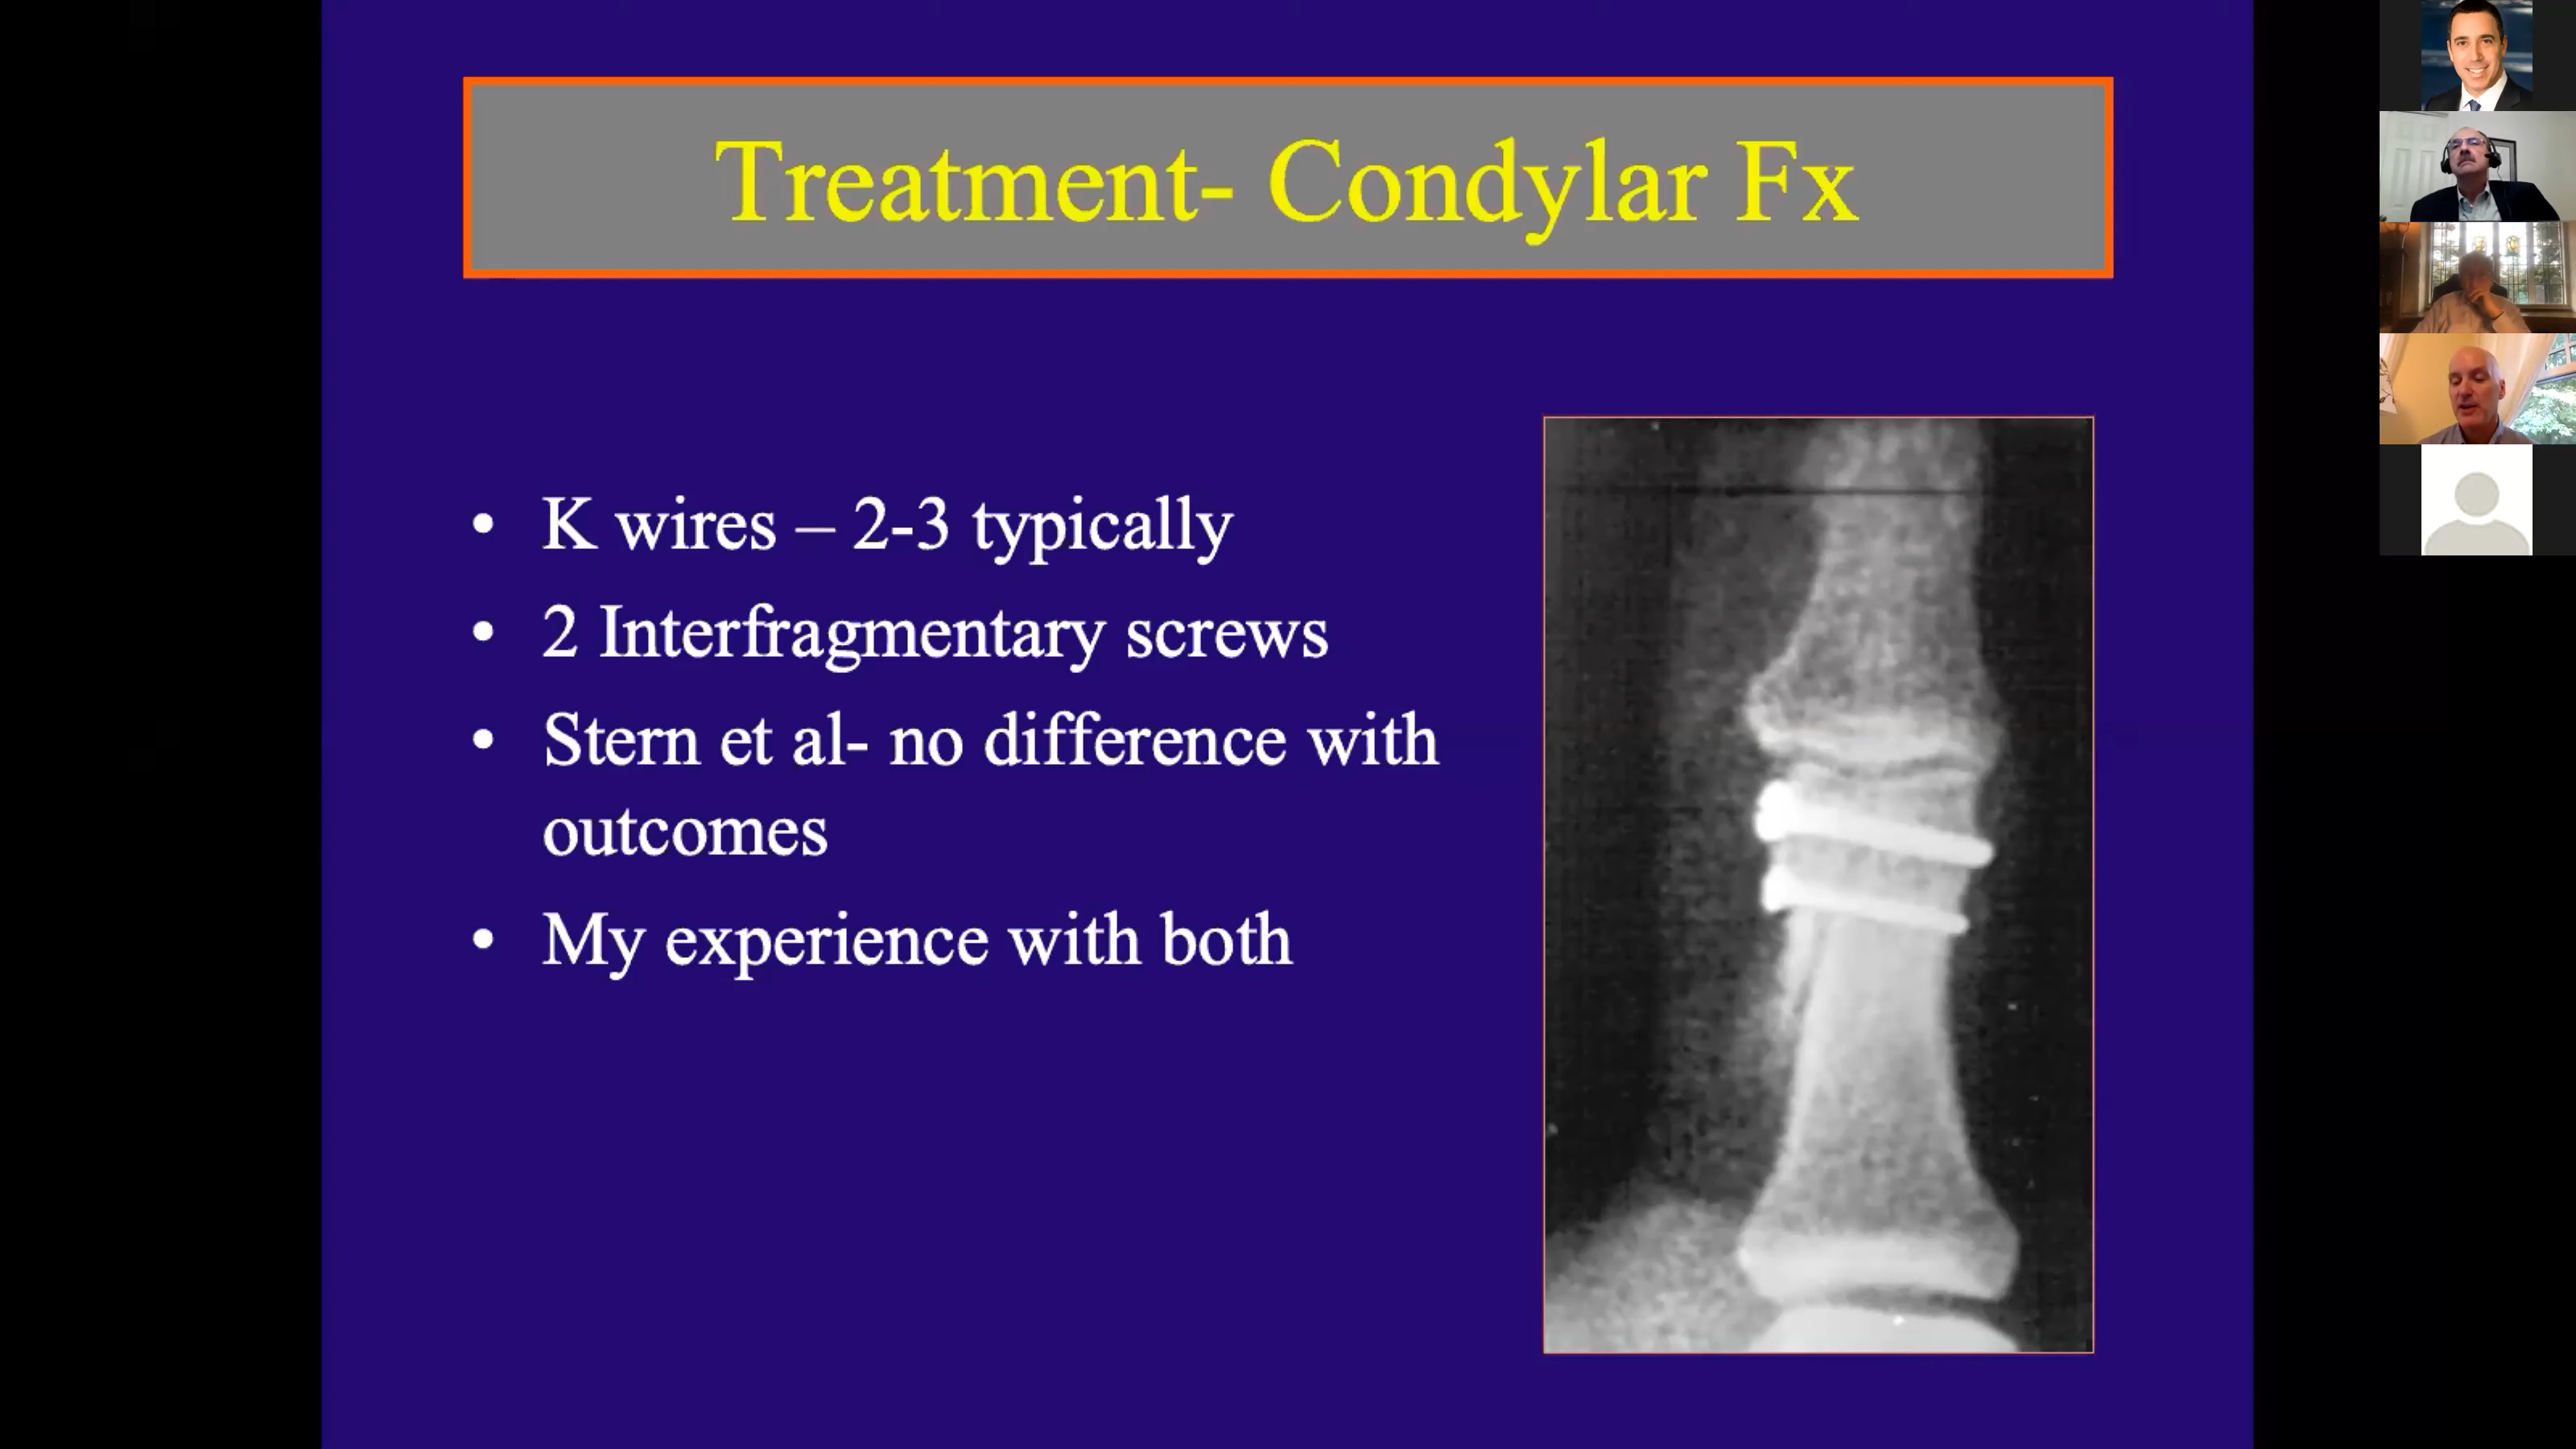 Treatment- Condylar Fx
• K wires – 2-3 typically
• 2 Interfragmentary screws
• Stern et al- no difference with
outcomes
• My experience with both